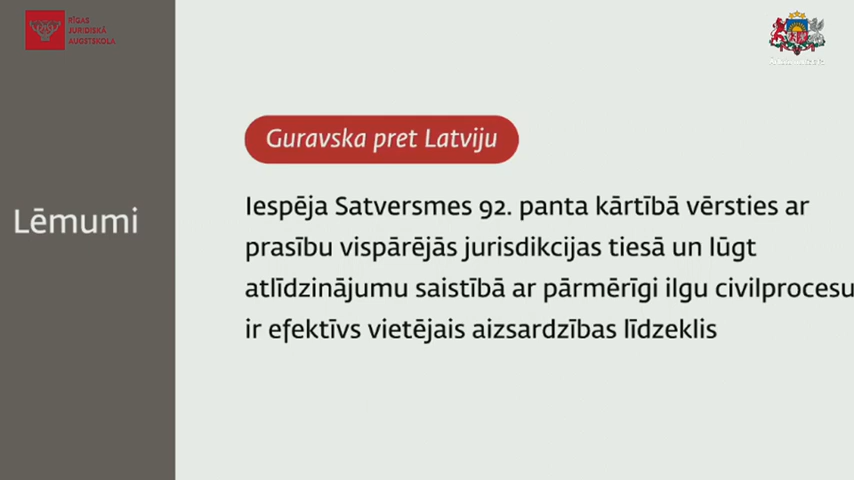 RĪGAS
JURIDISKĀ
AUGSTSKOLA
Guravska pret Latviju
Lēmumi
Iespēja Satversmes 92. panta kārtībā vērsties ar
prasību vispārējās jurisdikcijas tiesā un lūgt
atlīdzinājumu saistībā ar pārmērīgi ilgu civilprocesu
ir efektīvs vietējais aizsardzības līdzeklis